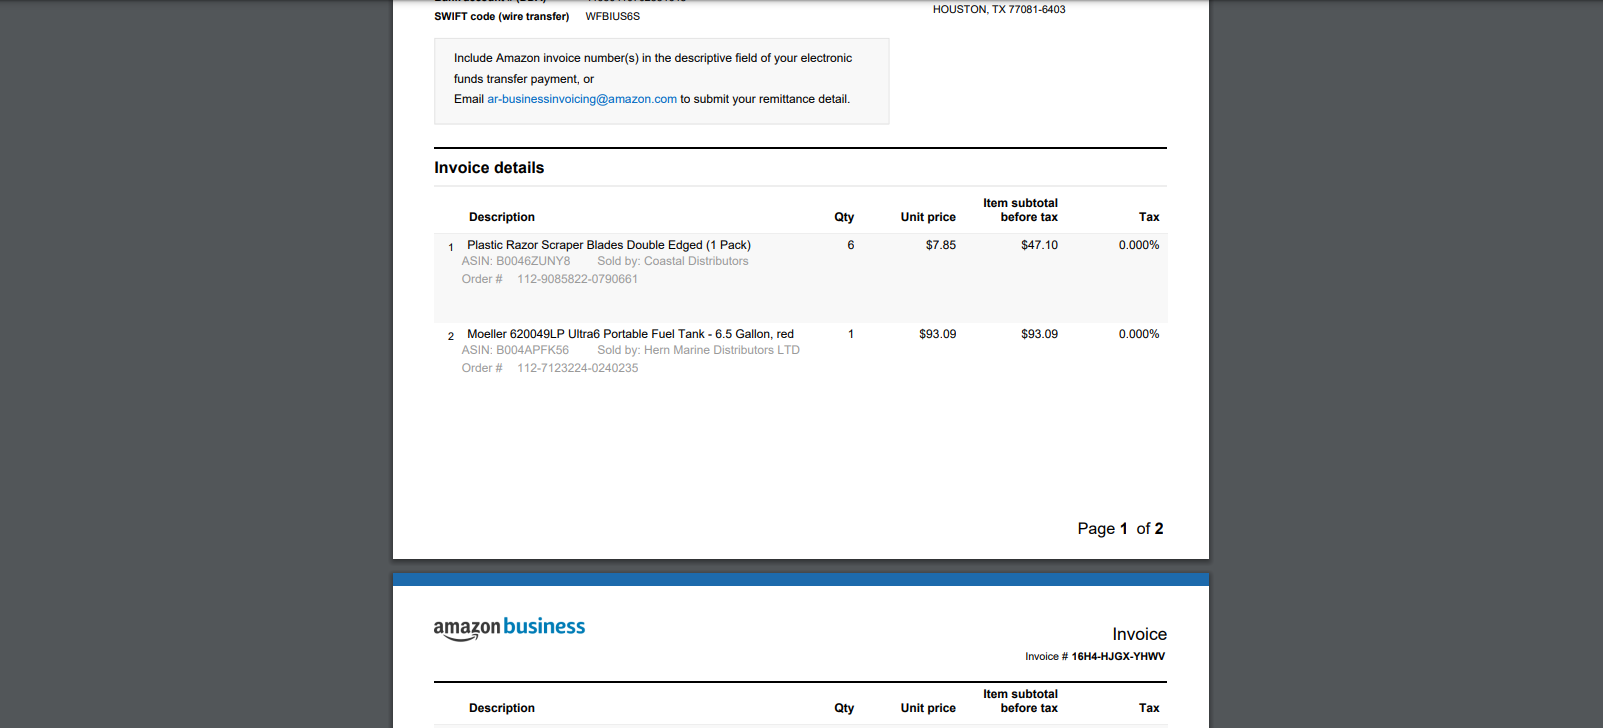 SWIFT code (wire transfer) WFBIUS6S
HOUSTON, TX 77081-6403
Include Amazon invoice number(s) in the descriptive field of your electronic
funds transfer payment, or
Email ar-businessinvoicing@amazon.com to submit your remittance detail.
Invoice details
Description Qty Unit price Item subtotal before tax Tax
1 Plastic Razor Scraper Blades Double Edged (1 Pack) 6 $7.85 $47.10 0.000%
ASIN: B0046ZUNY8 Sold by: Coastal Distributors
Order # 112-9085822-0790661
2 Moeller 620049LP Ultra6 Portable Fuel Tank - 6.5 Gallon, red 1 $93.09 $93.09 0.000%
ASIN: B004APFK56 Sold by: Hern Marine Distributors LTD
Order # 112-7123224-0240235
Page 1 of 2
amazon business
Invoice
Invoice # 16H4-HJGX-YHWV
Description Qty Unit price Item subtotal before tax Tax